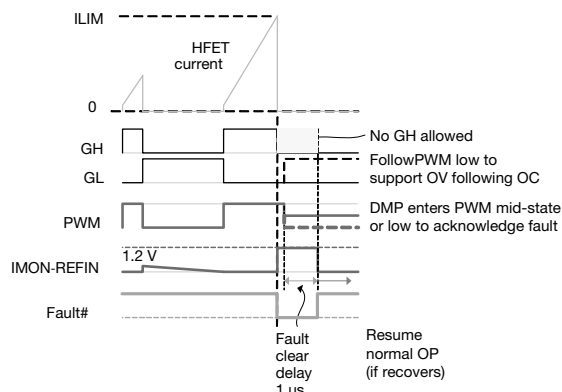 ILIM
HFET
current
0
No GH allowed
GH
FollowPWM low to
GL
support OV following OC
DMP enters PWM mid-state
PWM
or low to acknowledge fault
1.2 V
IMON-REFIN
Fault#
Fault
clear
delay
1 us
Resume
normal OP
(if recovers)